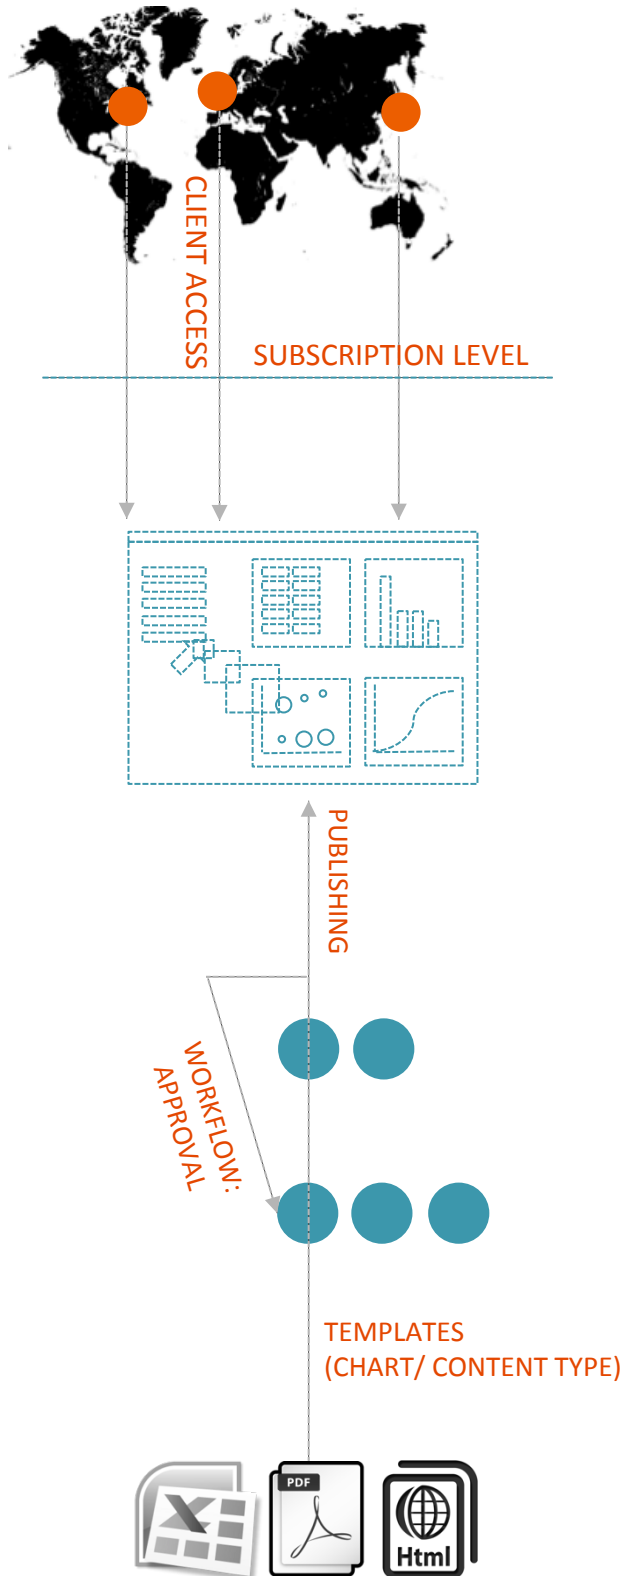 CLIENT ACCESS
SUBSCRIPTION LEVEL
PUBLISHING
WORKFLOW:
APPROVAL
TEMPLATES
(CHART/ CONTENT TYPE)
X
PDF
Html